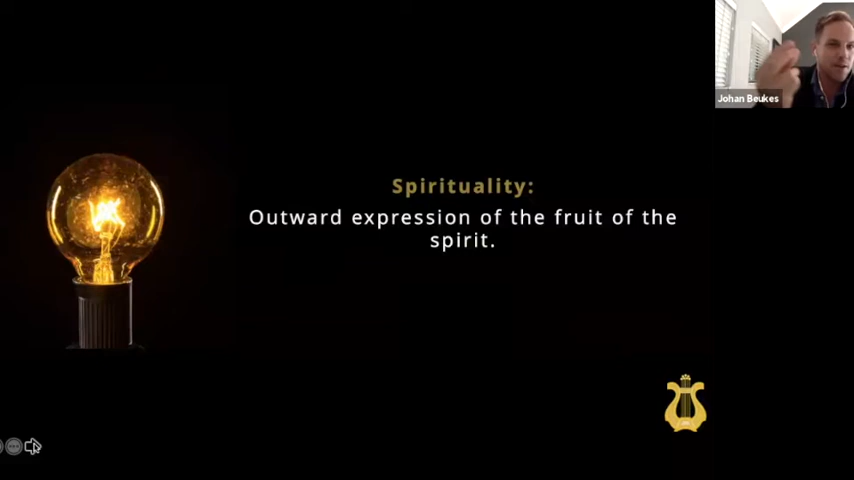 Johan Beukes
Spirituality:
Outward expression of the fruit of the
spirit.